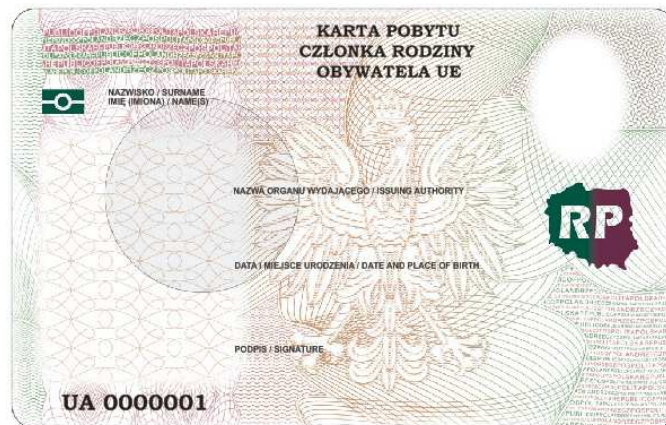 KARTA POBYTU
CZŁONKA RODZINY
OBYWATELA UE
NAZWISKO / SURNAME
IMIĘ (IMIONA) / NAME(S)
NAZWA ORGANU WYDAJĄCEGO / ISSUING AUTHORITY
RP
DATA I MIEJSCE URODZENIA / DATE AND PLACE OF BIRTH
PODPIS / SIGNATURE
UA 0000001